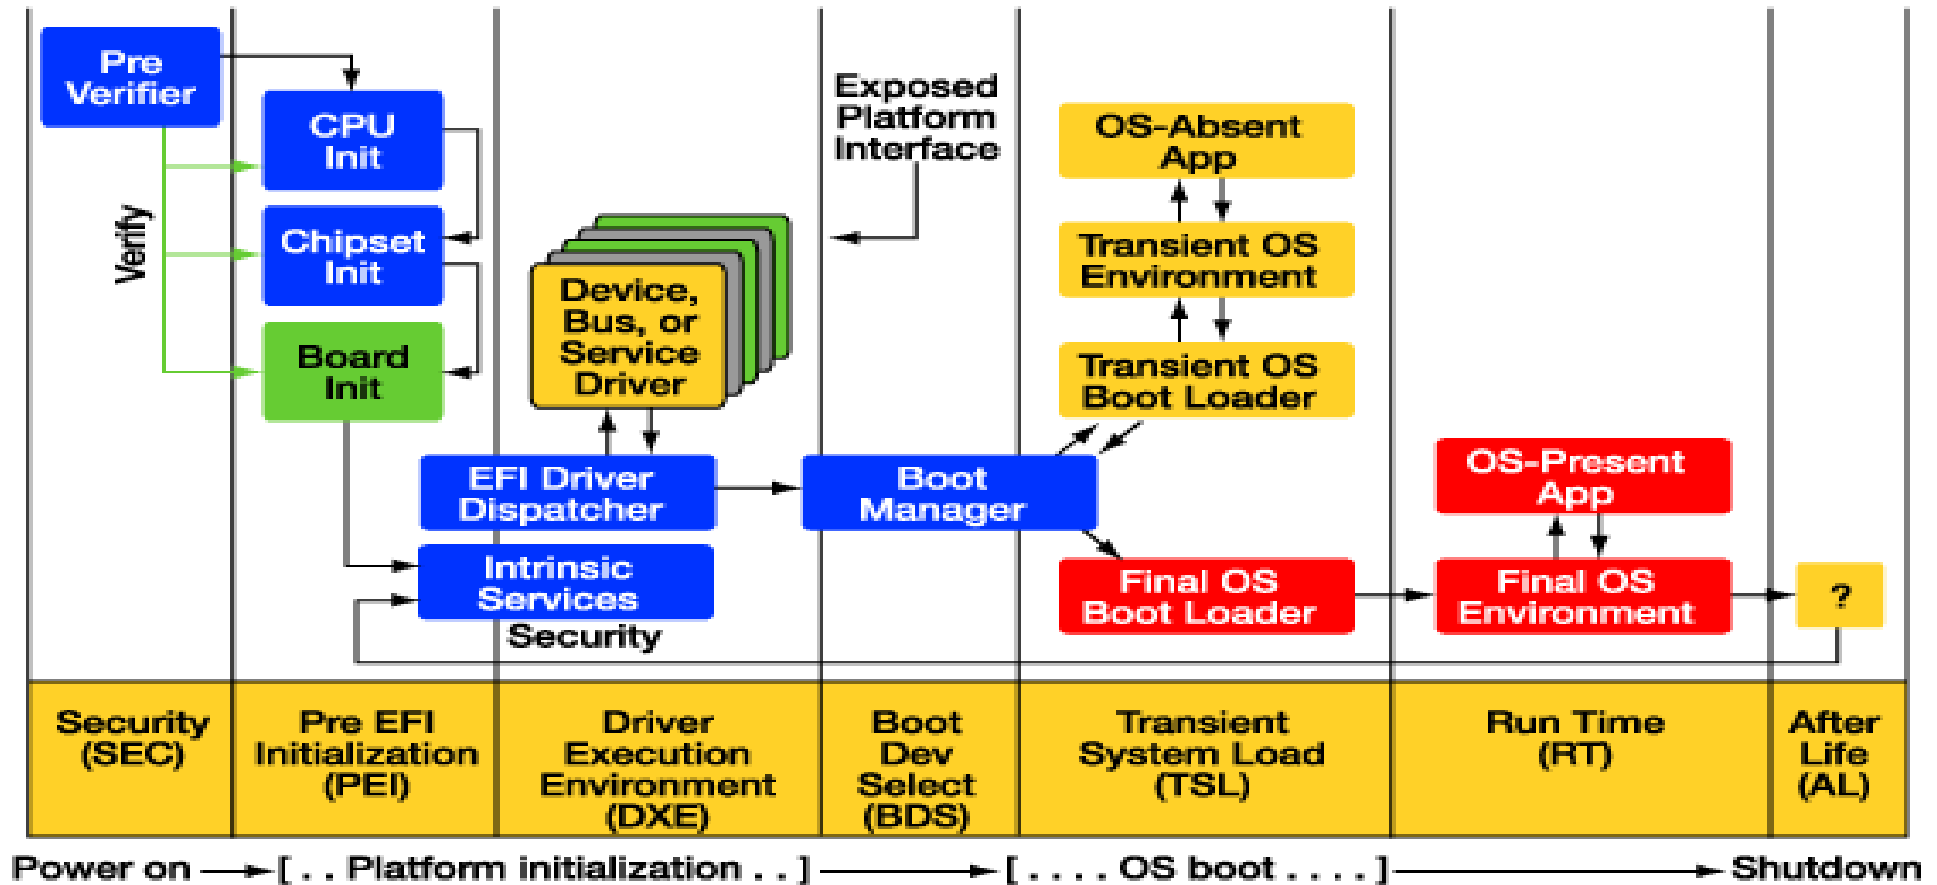 Pre
Verifier
CPU
Init
Verify
Chipset
Init
Board
Init
Device,
Bus, or
Service
Driver
Exposed
Platform
Interface
EFI Driver
Dispatcher
Intrinsic
Services
Security
Boot
Manager
OS-Absent
App
Transient OS
Environment
Transient OS
Boot Loader
Final OS
Boot Loader
OS-Present
App
Final OS
Environment
?
Security
(SEC)
Pre EFI
Initialization
(PEI)
Driver
Execution
Environment
(DXE)
Boot
Dev
Select
(BDS)
Transient
System Load
(TSL)
Run Time
(RT)
After
Life
(AL)
Power on [ . . Platform initialization . . ] [ . . . . OS boot . . . . ] Shutdown